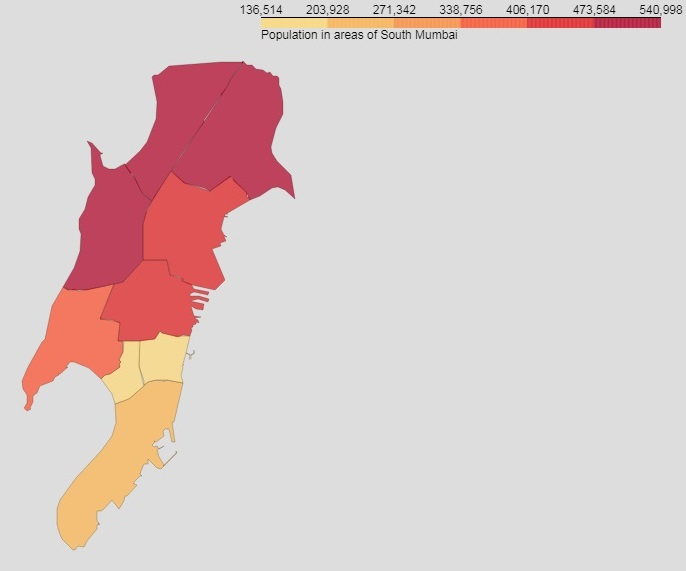 136,514 203,928 271,342 338,756 406,170 473,584 540,998
Population in areas of South Mumbai